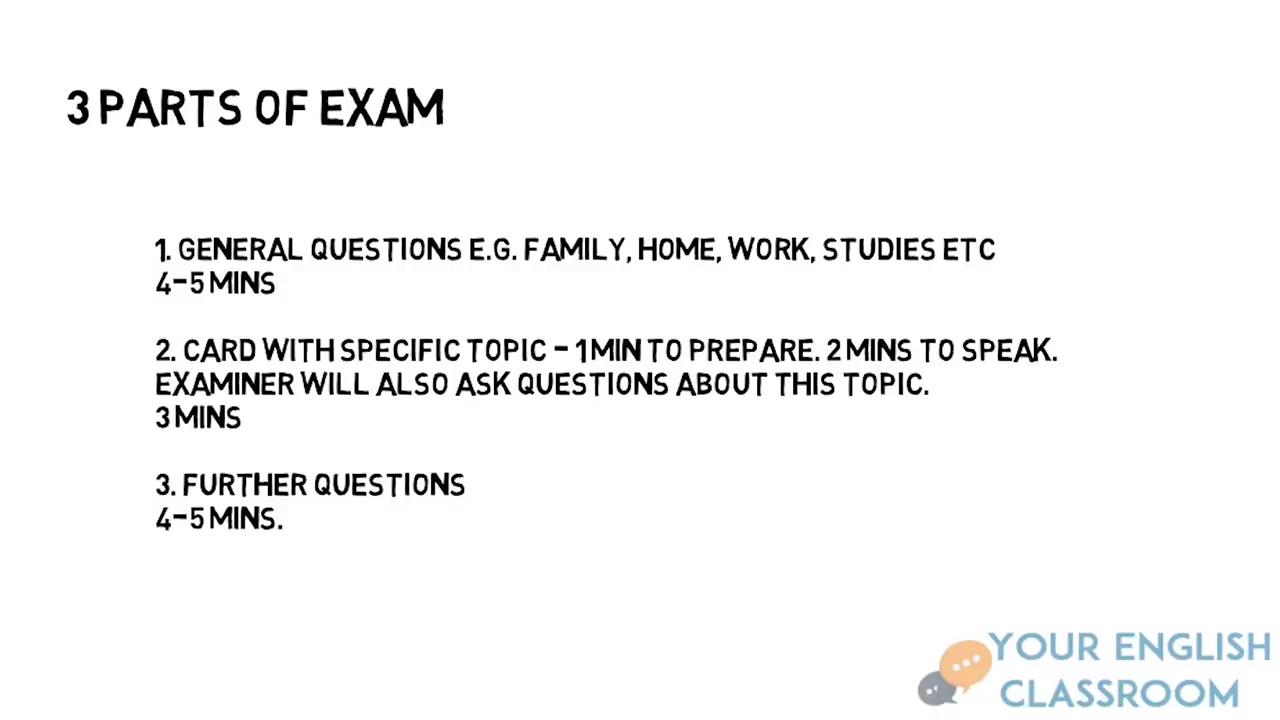 3 PARTS OF EXAM
1. GENERAL QUESTIONS E.G. FAMILY, HOME, WORK, STUDIES ETC
4-5 MINS
2. CARD WITH SPECIFIC TOPIC - 1 MIN TO PREPARE. 2 MINS TO SPEAK.
EXAMINER WILL ALSO ASK QUESTIONS ABOUT THIS TOPIC.
3 MINS
3. FURTHER QUESTIONS
4-5 MINS.
YOUR ENGLISH
CLASSROOM